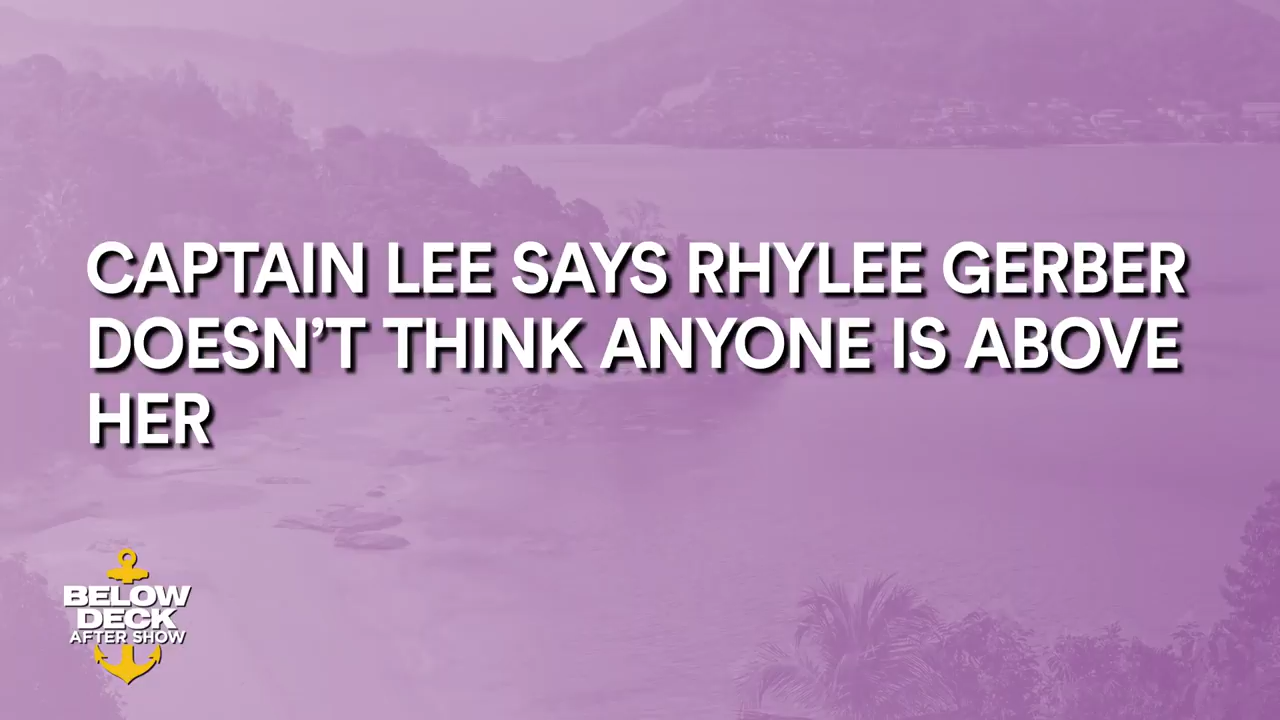 CAPTAIN LEE SAYS RHYLEE GERBER
DOESN’T THINK ANYONE IS ABOVE
HER
BELOW
DECK
AFTER SHOW